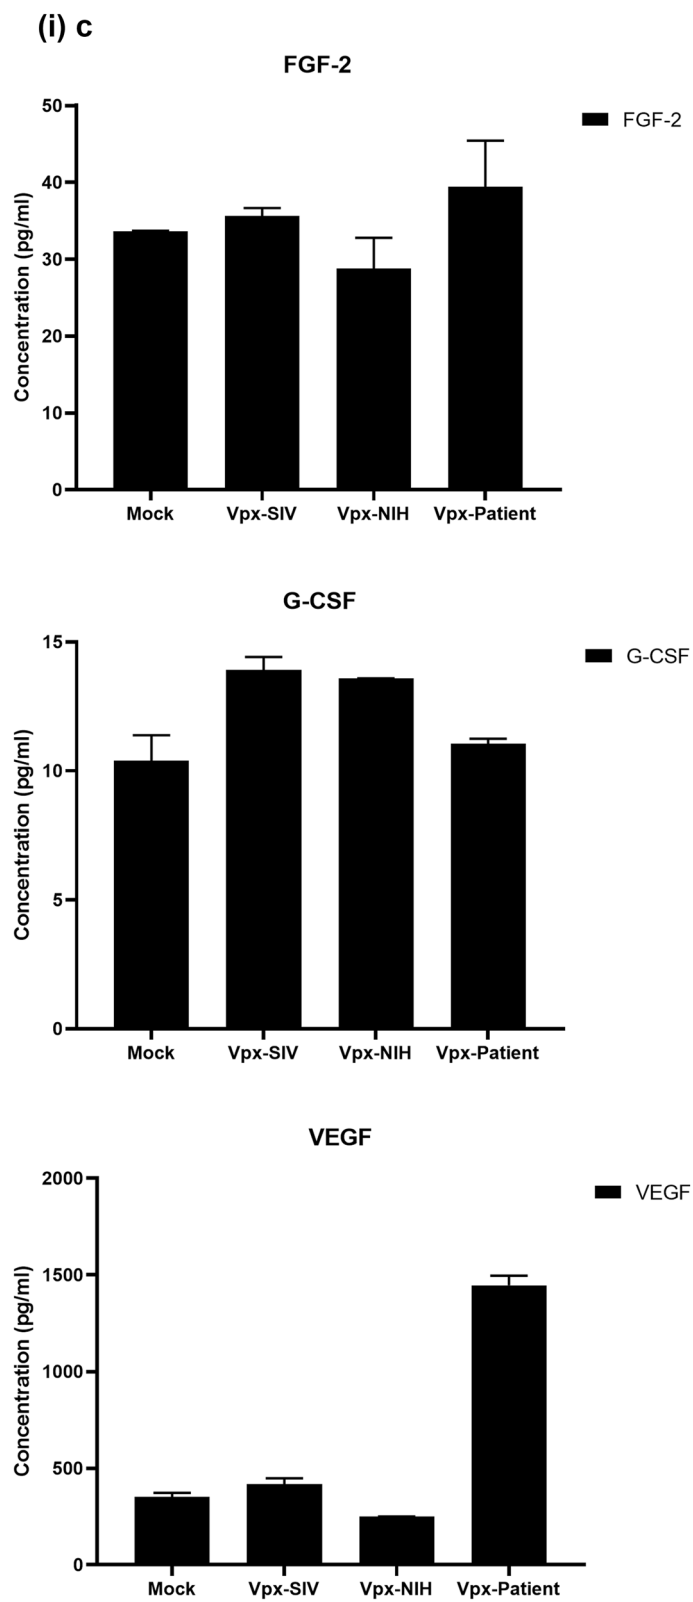 (i) c
FGF-2
FGF-2
Concentration (pg/ml)
50
40
30
20
10
0
Mock Vpx-SIV Vpx-NIH Vpx-Patient
G-CSF
G-CSF
Concentration (pg/ml)
15
10
5
0
Mock Vpx-SIV Vpx-NIH Vpx-Patient
VEGF
VEGF
Concentration (pg/ml)
2000
1500
1000
500
0
Mock Vpx-SIV Vpx-NIH Vpx-Patient